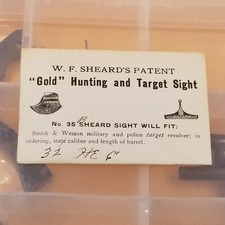 W. F. SHEARD'S PATENT
"Gold" Hunting and Target Sight
No. 35 B SHEARD SIGHT WILL FIT:
Smith & Wesson military and police target revolver; in
ordering, state caliber and length of barrel.
32 HE 6"